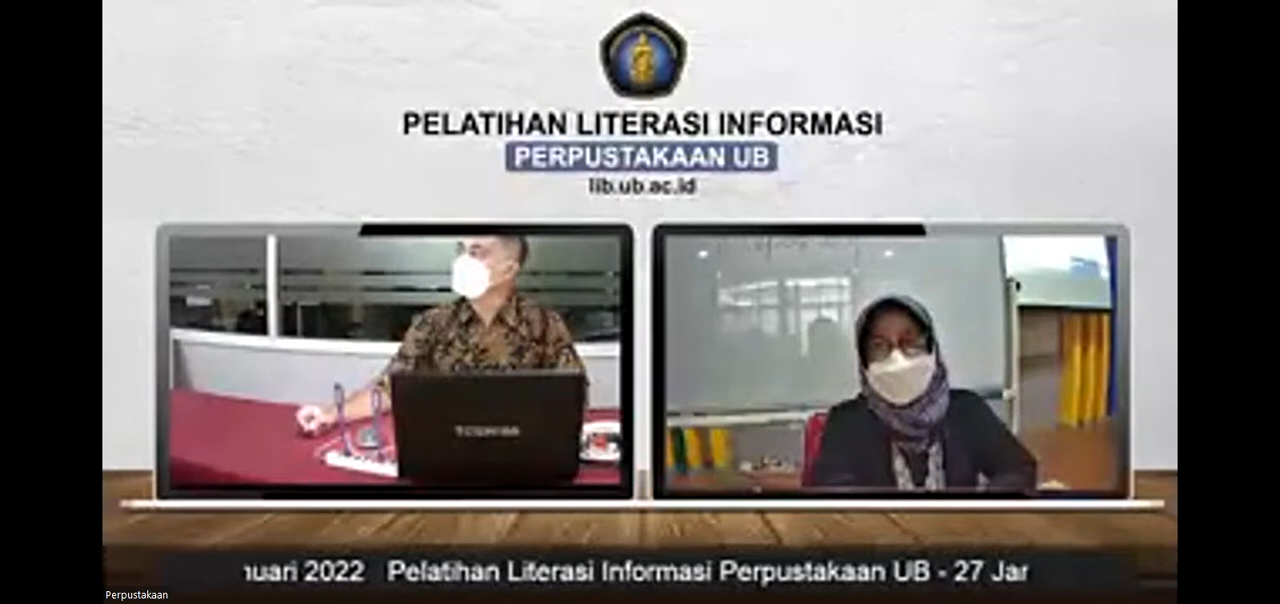 PELATIHAN LITERASI INFORMASI
PERPUSTAKAAN UB
lib.ub.ac.id
TOSHIBA
nuari 2022 Pelatihan Literasi Informasi Perpustakaan UB - 27 Jan
Perpustakaan